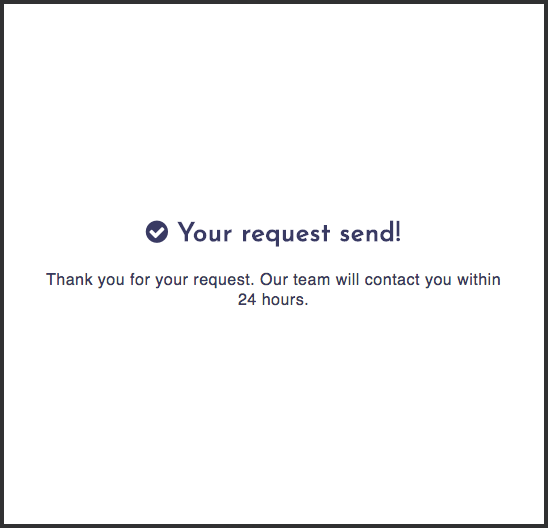 Your request send!
Thank you for your request. Our team will contact you within
24 hours.